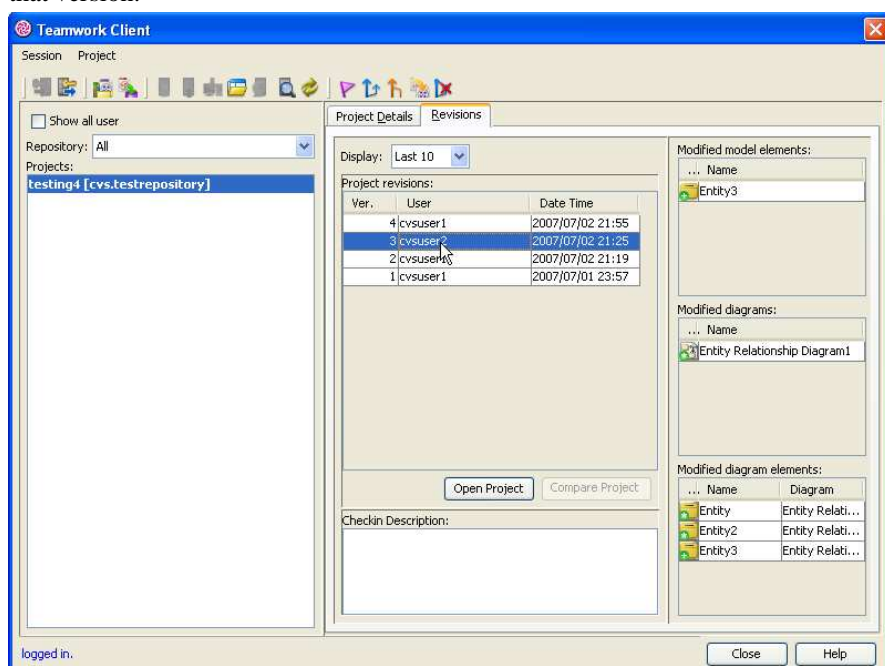 that version.
Teamwork Client
Session Project
Show all user
Repository: All
Projects:
testing4 [cvs.testrepository]
Project Details Revisions
Display: Last 10
Project revisions:
Ver. User Date Time
4 cvsuser1 2007/07/02 21:55
3 cvsuser2 2007/07/02 21:25
2 2007/07/02 21:19
1 cvsuser1 2007/07/01 23:57
Open Project Compare Project
Checkin Description:
Modified model elements:
... Name
Entity3
Modified diagrams:
... Name
Entity Relationship Diagram1
Modified diagram elements:
... Name Diagram
Entity Entity Relati...
Entity2 Entity Relati...
Entity3 Entity Relati...
logged in.
Close Help